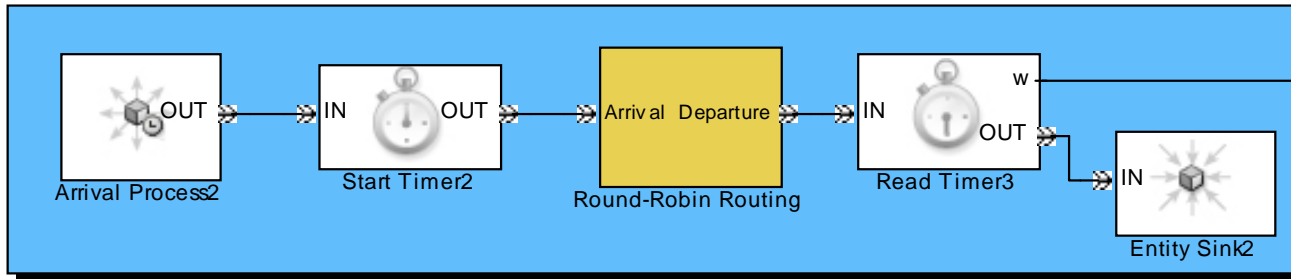 OUT
Arrival Process2
IN
OUT
Start Timer2
Arrival Departure
Round-Robin Routing
IN
w
OUT
Read Timer3
IN
Entity Sink2